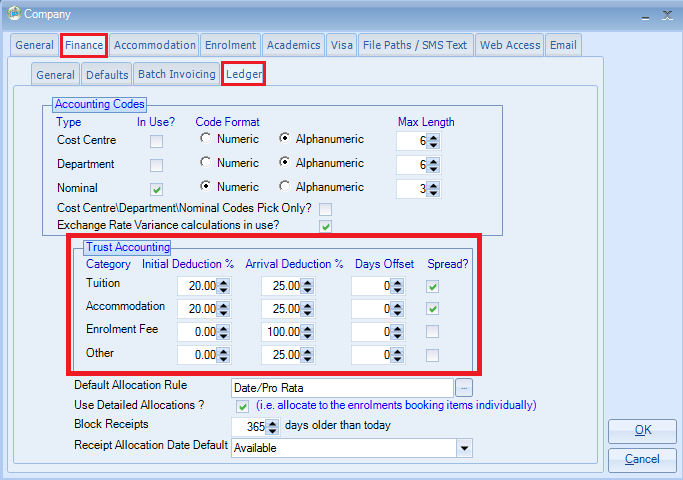 Company
General Finance Accommodation Enrolment Academics Visa File Paths / SMS Text Web Access Email
General Defaults Batch Invoicing Ledger
Accounting Codes
Type In Use? Code Format Max Length
Cost Centre Numeric Alphanumeric 6
Department Numeric Alphanumeric 6
Nominal Numeric Alphanumeric 3
Cost Centre\Department\Nominal Codes Pick Only?
Exchange Rate Variance calculations in use?
Trust Accounting
Category Initial Deduction % Arrival Deduction % Days Offset Spread?
Tuition 20.00 25.00 0
Accommodation 20.00 25.00 0
Enrolment Fee 0.00 100.00 0
Other 0.00 25.00 0
Default Allocation Rule Date/Pro Rata ...
Use Detailed Allocations ? (i.e. allocate to the enrolments booking items individually)
Block Receipts 365 days older than today
Receipt Allocation Date Default Available
OK
Cancel